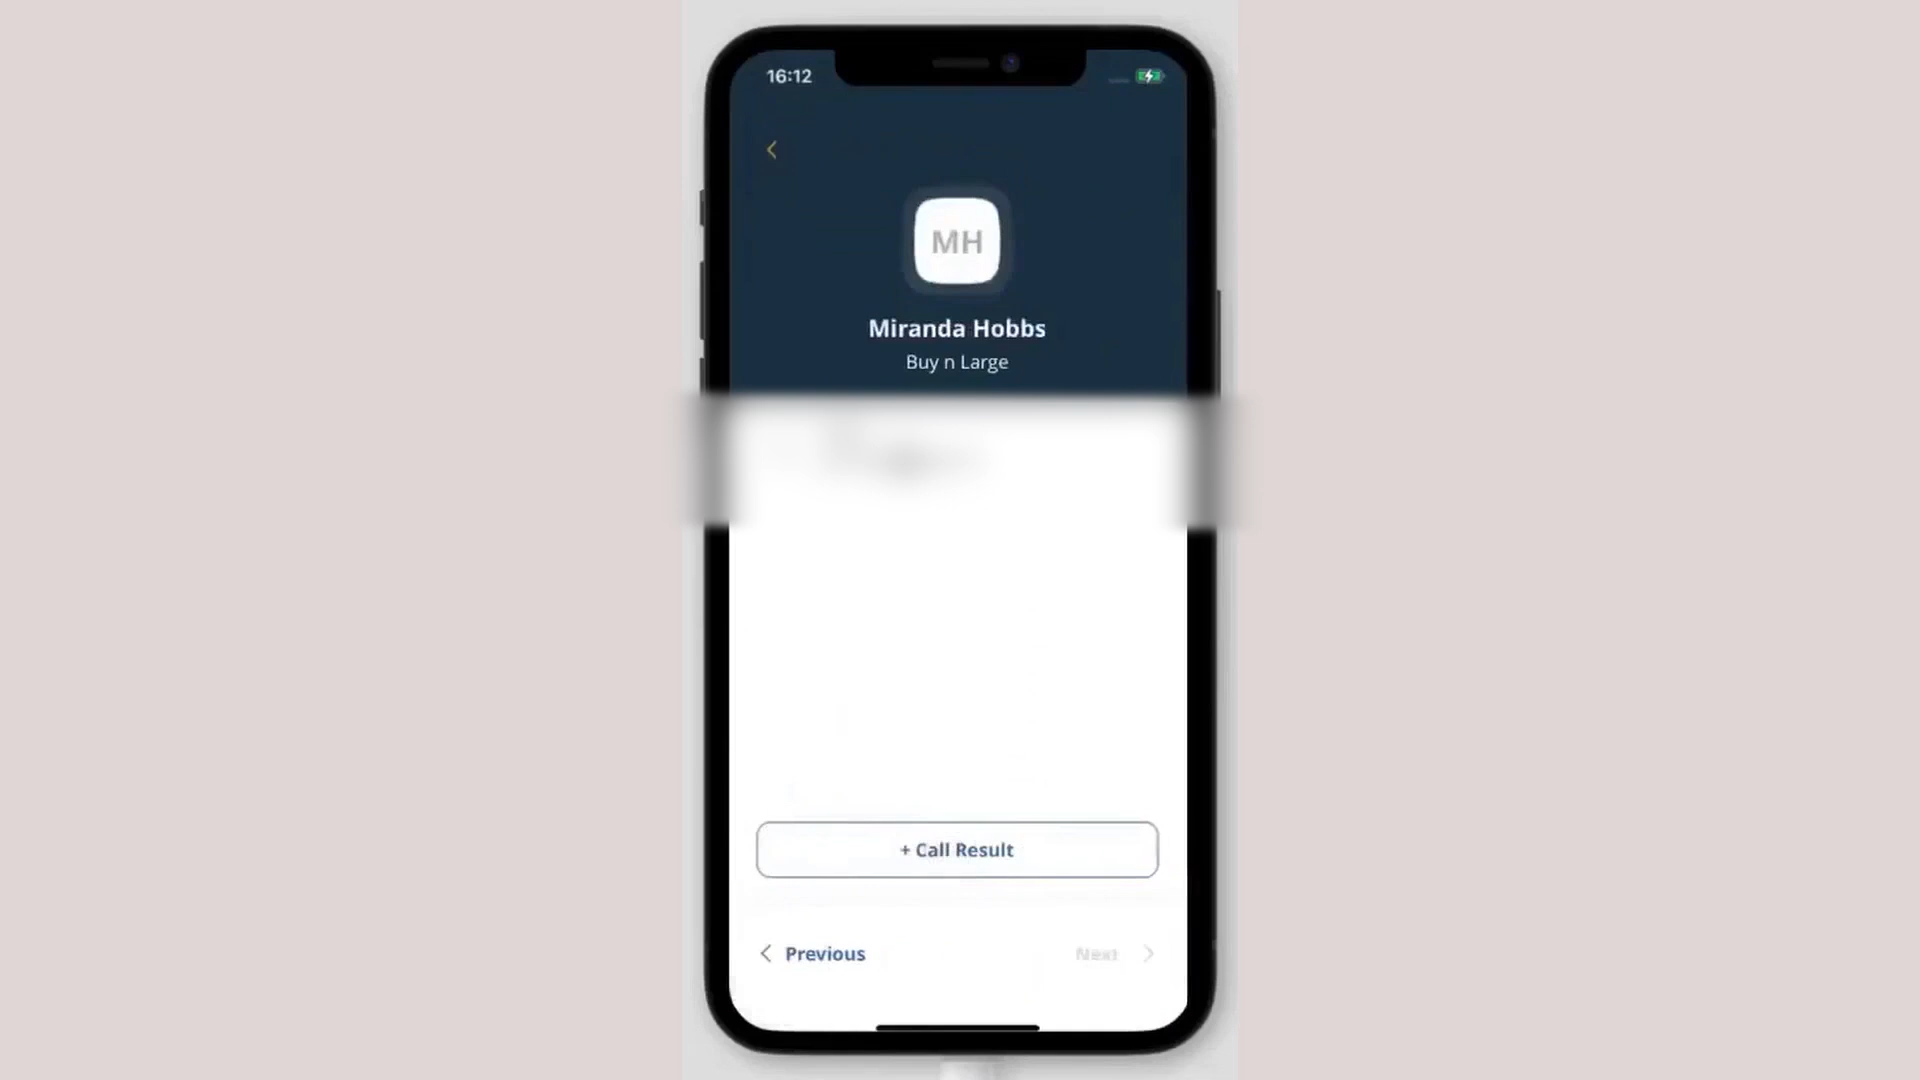 16:12
MH
Miranda Hobbs
Buy n Large
+ Call Result
Previous
Next